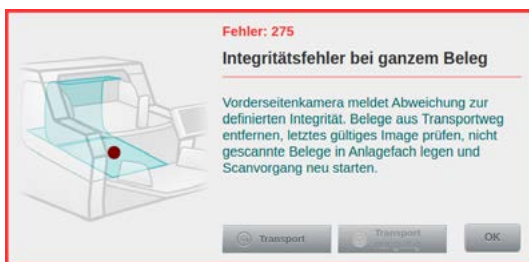 Fehler: 275
Integritätsfehler bei ganzem Beleg
Vorderseitenkamera meldet Abweichung zur
definierten Integrität. Belege aus Transportweg
entfernen, letztes gültiges Image prüfen, nicht
gescannte Belege in Anlagefach legen und
Scanvorgang neu starten.
Transport
Transport
OK